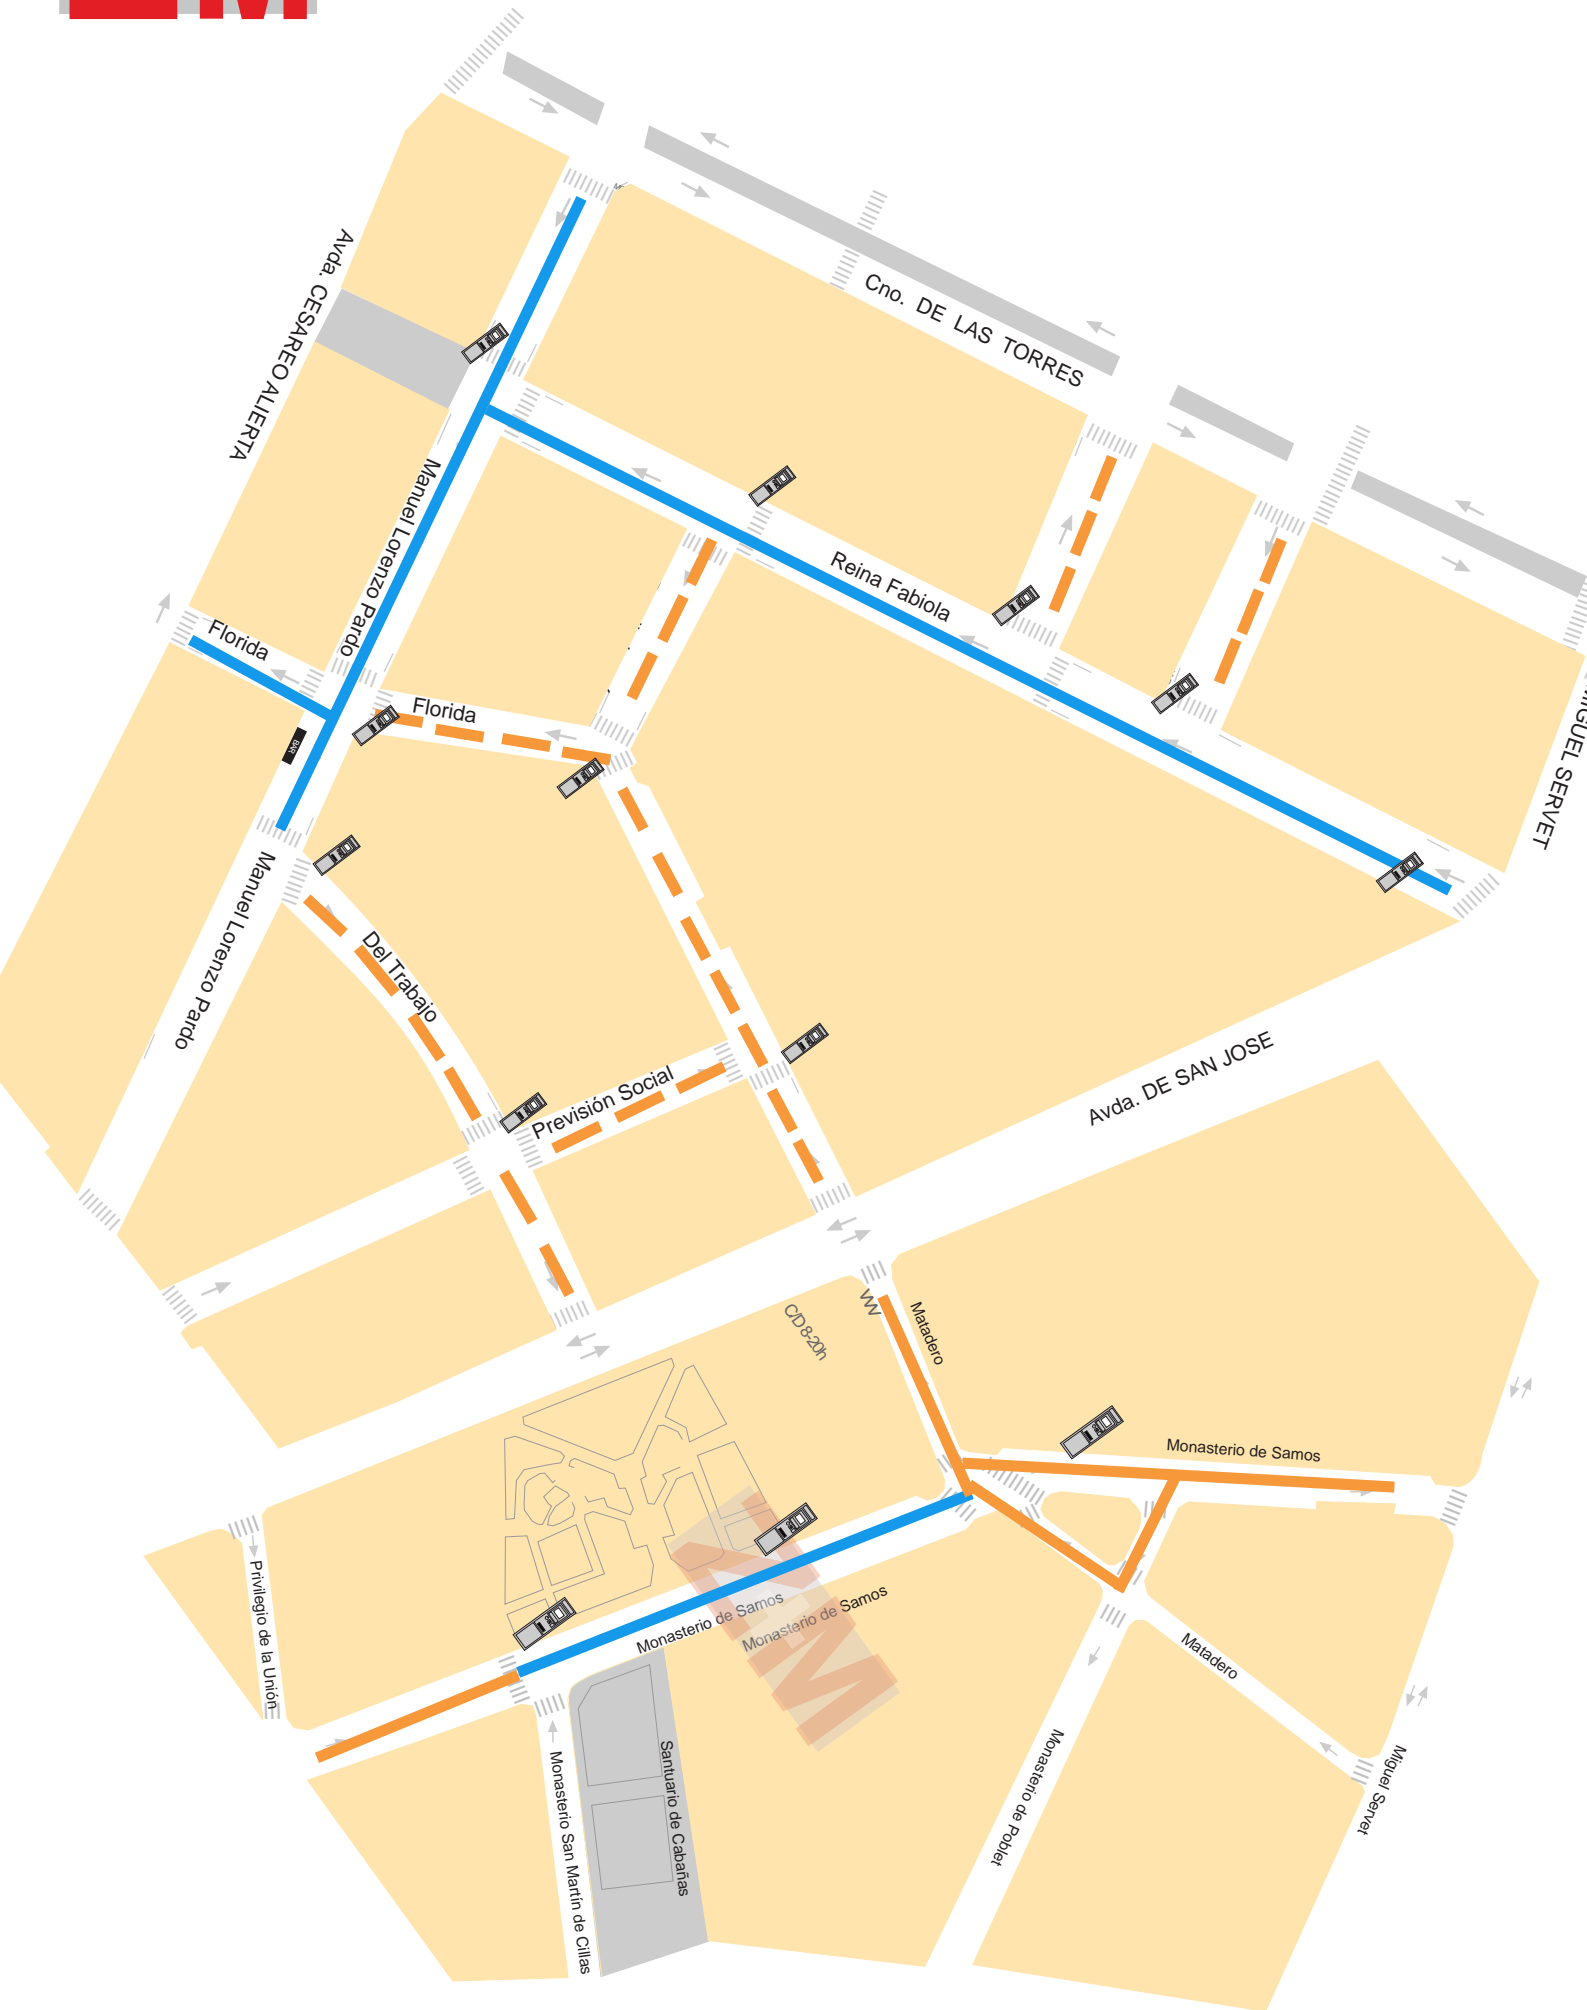 Avda. CESAREO ALIERTA
Cno. DE LAS TORRES
Manuel Lorenzo Pardo
Reina Fabiola
Florida
Florida
MIGUEL SERVET
BAR
Manuel Lorenzo Pardo
Del Trabajo
Previsión Social
Avda. DE SAN JOSE
C/D 8-20h
Matadero
Monasterio de Samos
Privilegio de la Unión
Monasterio de Samos
Monasterio de Samos
Matadero
Santuario de Cabañas
Monasterio San Martín de Cillas
Monasterio de Poblet
Miguel Servet